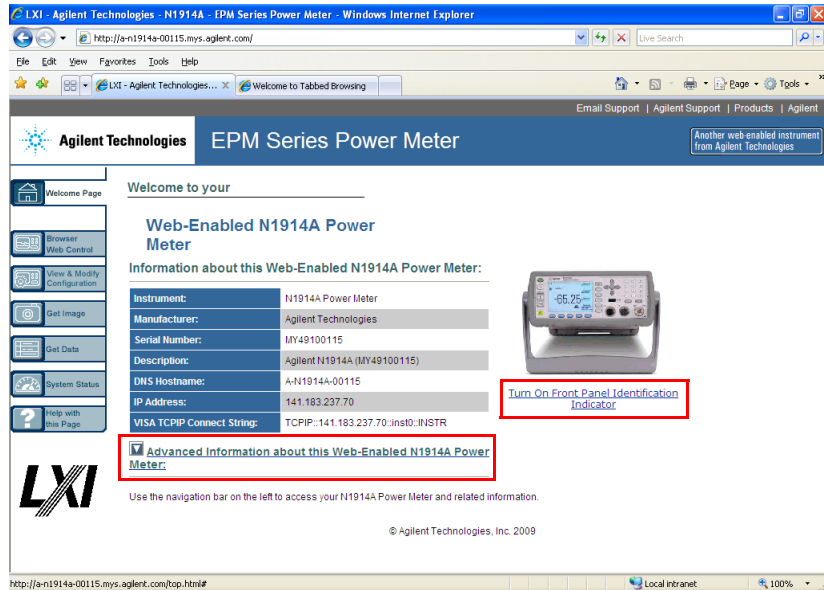 LXI - Agilent Technologies - N1914A - EPM Series Power Meter - Windows Internet Explorer
http://a-n1914a-00115.mys.agilent.com/
Live Search
File Edit View Favorites Tools Help
LXI - Agilent Technologies...
Welcome to Tabbed Browsing
Page
Tools
»
Email Support | Agilent Support | Products | Agilent
Agilent Technologies
EPM Series Power Meter
Another web-enabled instrument
from Agilent Technologies
Welcome Page
Browser
Web Control
View & Modify
Configuration
Get Image
Get Data
System Status
?
Help with
this Page
LXI
Welcome to your
Web-Enabled N1914A Power
Meter
Information about this Web-Enabled N1914A Power Meter:
Instrument: N1914A Power Meter
Manufacturer: Agilent Technologies
Serial Number: MY49100115
Description: Agilent N1914A (MY49100115)
DNS Hostname: A-N1914A-00115
IP Address: 141.183.237.70
VISA TCPIP Connect String: TCPIP::141.183.237.70::inst0::INSTR
-65.25
Turn On Front Panel Identification
Indicator
Advanced Information about this Web-Enabled N1914A Power
Meter:
Use the navigation bar on the left to access your N1914A Power Meter and related information.
© Agilent Technologies, Inc. 2009
http://a-n1914a-00115.mys.agilent.com/top.html#
Local intranet
100%